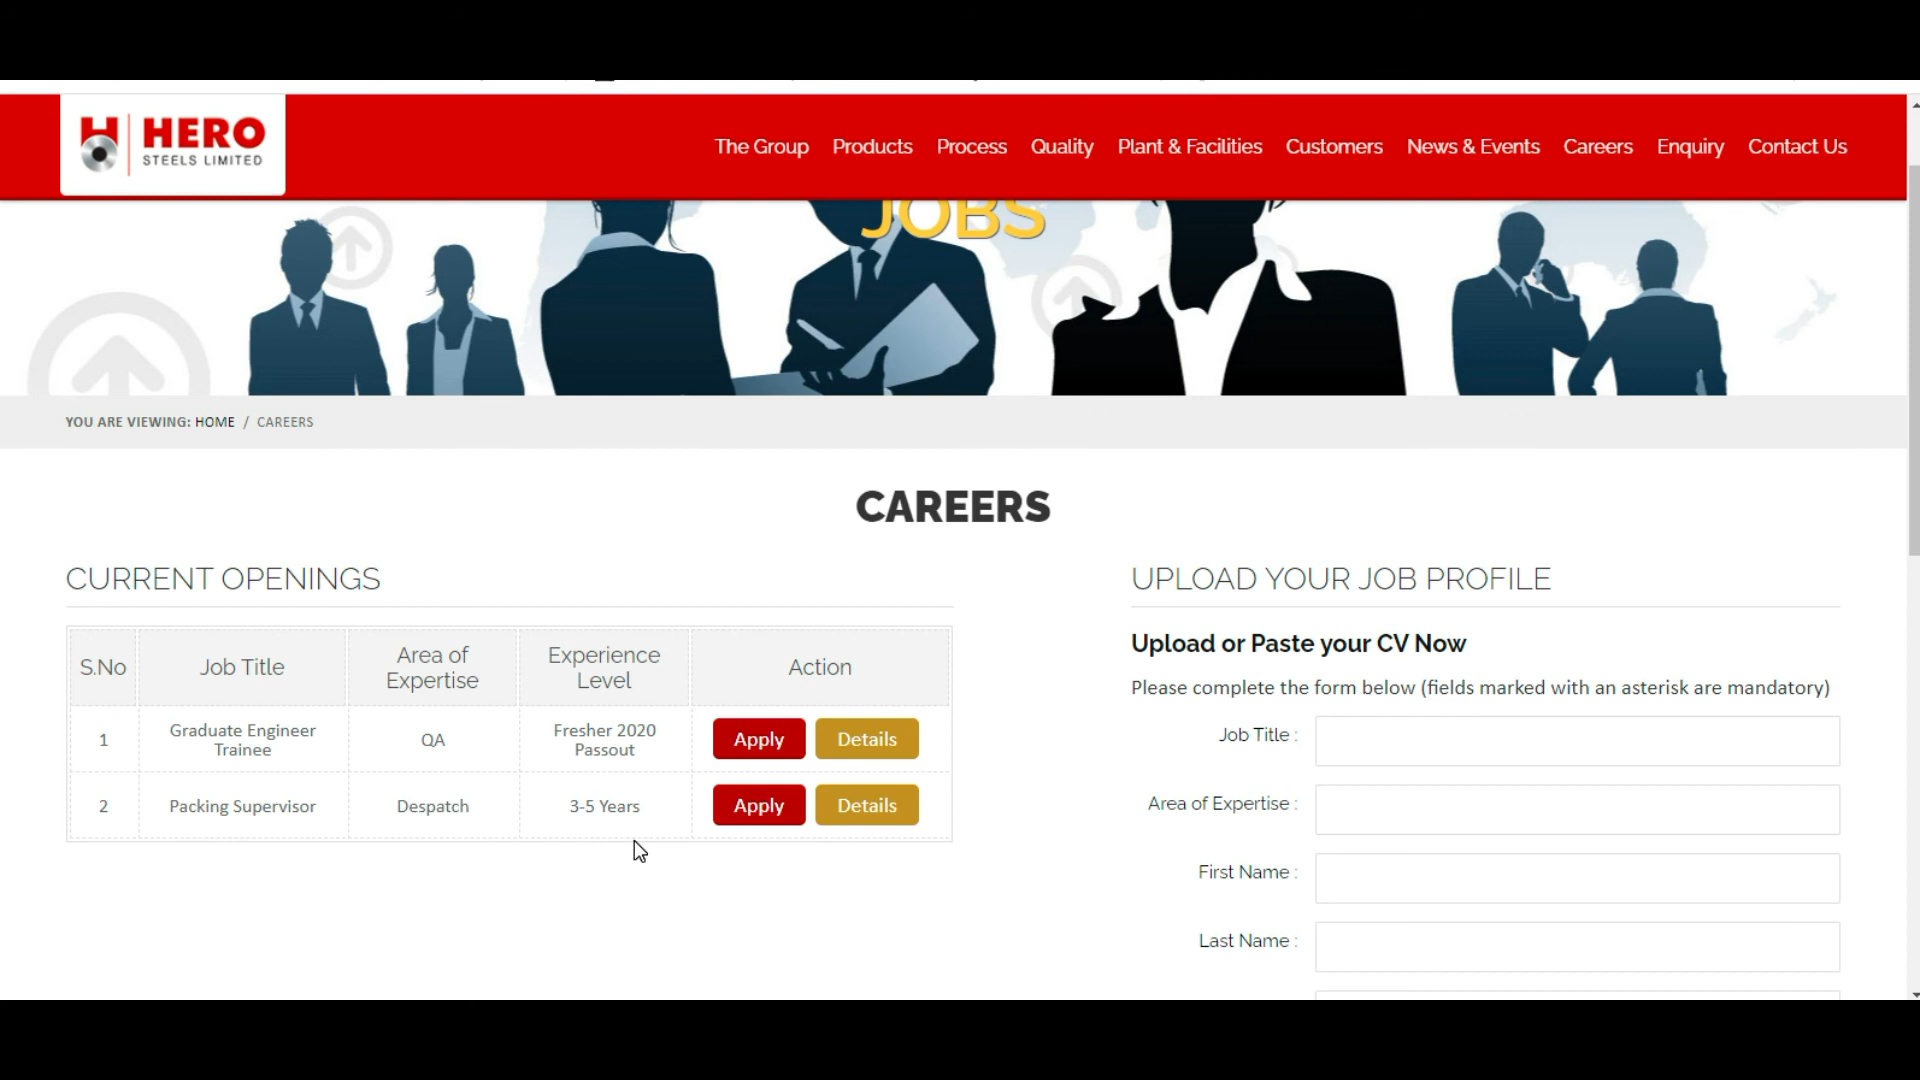 HERO
STEELS LIMITED
The Group Products Process Quality Plant & Facilities Customers News & Events Careers Enquiry Contact Us
JOBS
YOU ARE VIEWING: HOME / CAREERS
CAREERS
CURRENT OPENINGS
S.No Job Title Area of Expertise Experience Level Action
1 Graduate Engineer Trainee QA Fresher 2020 Passout Apply Details
2 Packing Supervisor Despatch 3-5 Years Apply Details
UPLOAD YOUR JOB PROFILE
Upload or Paste your CV Now
Please complete the form below (fields marked with an asterisk are mandatory)
Job Title :
Area of Expertise :
First Name :
Last Name :